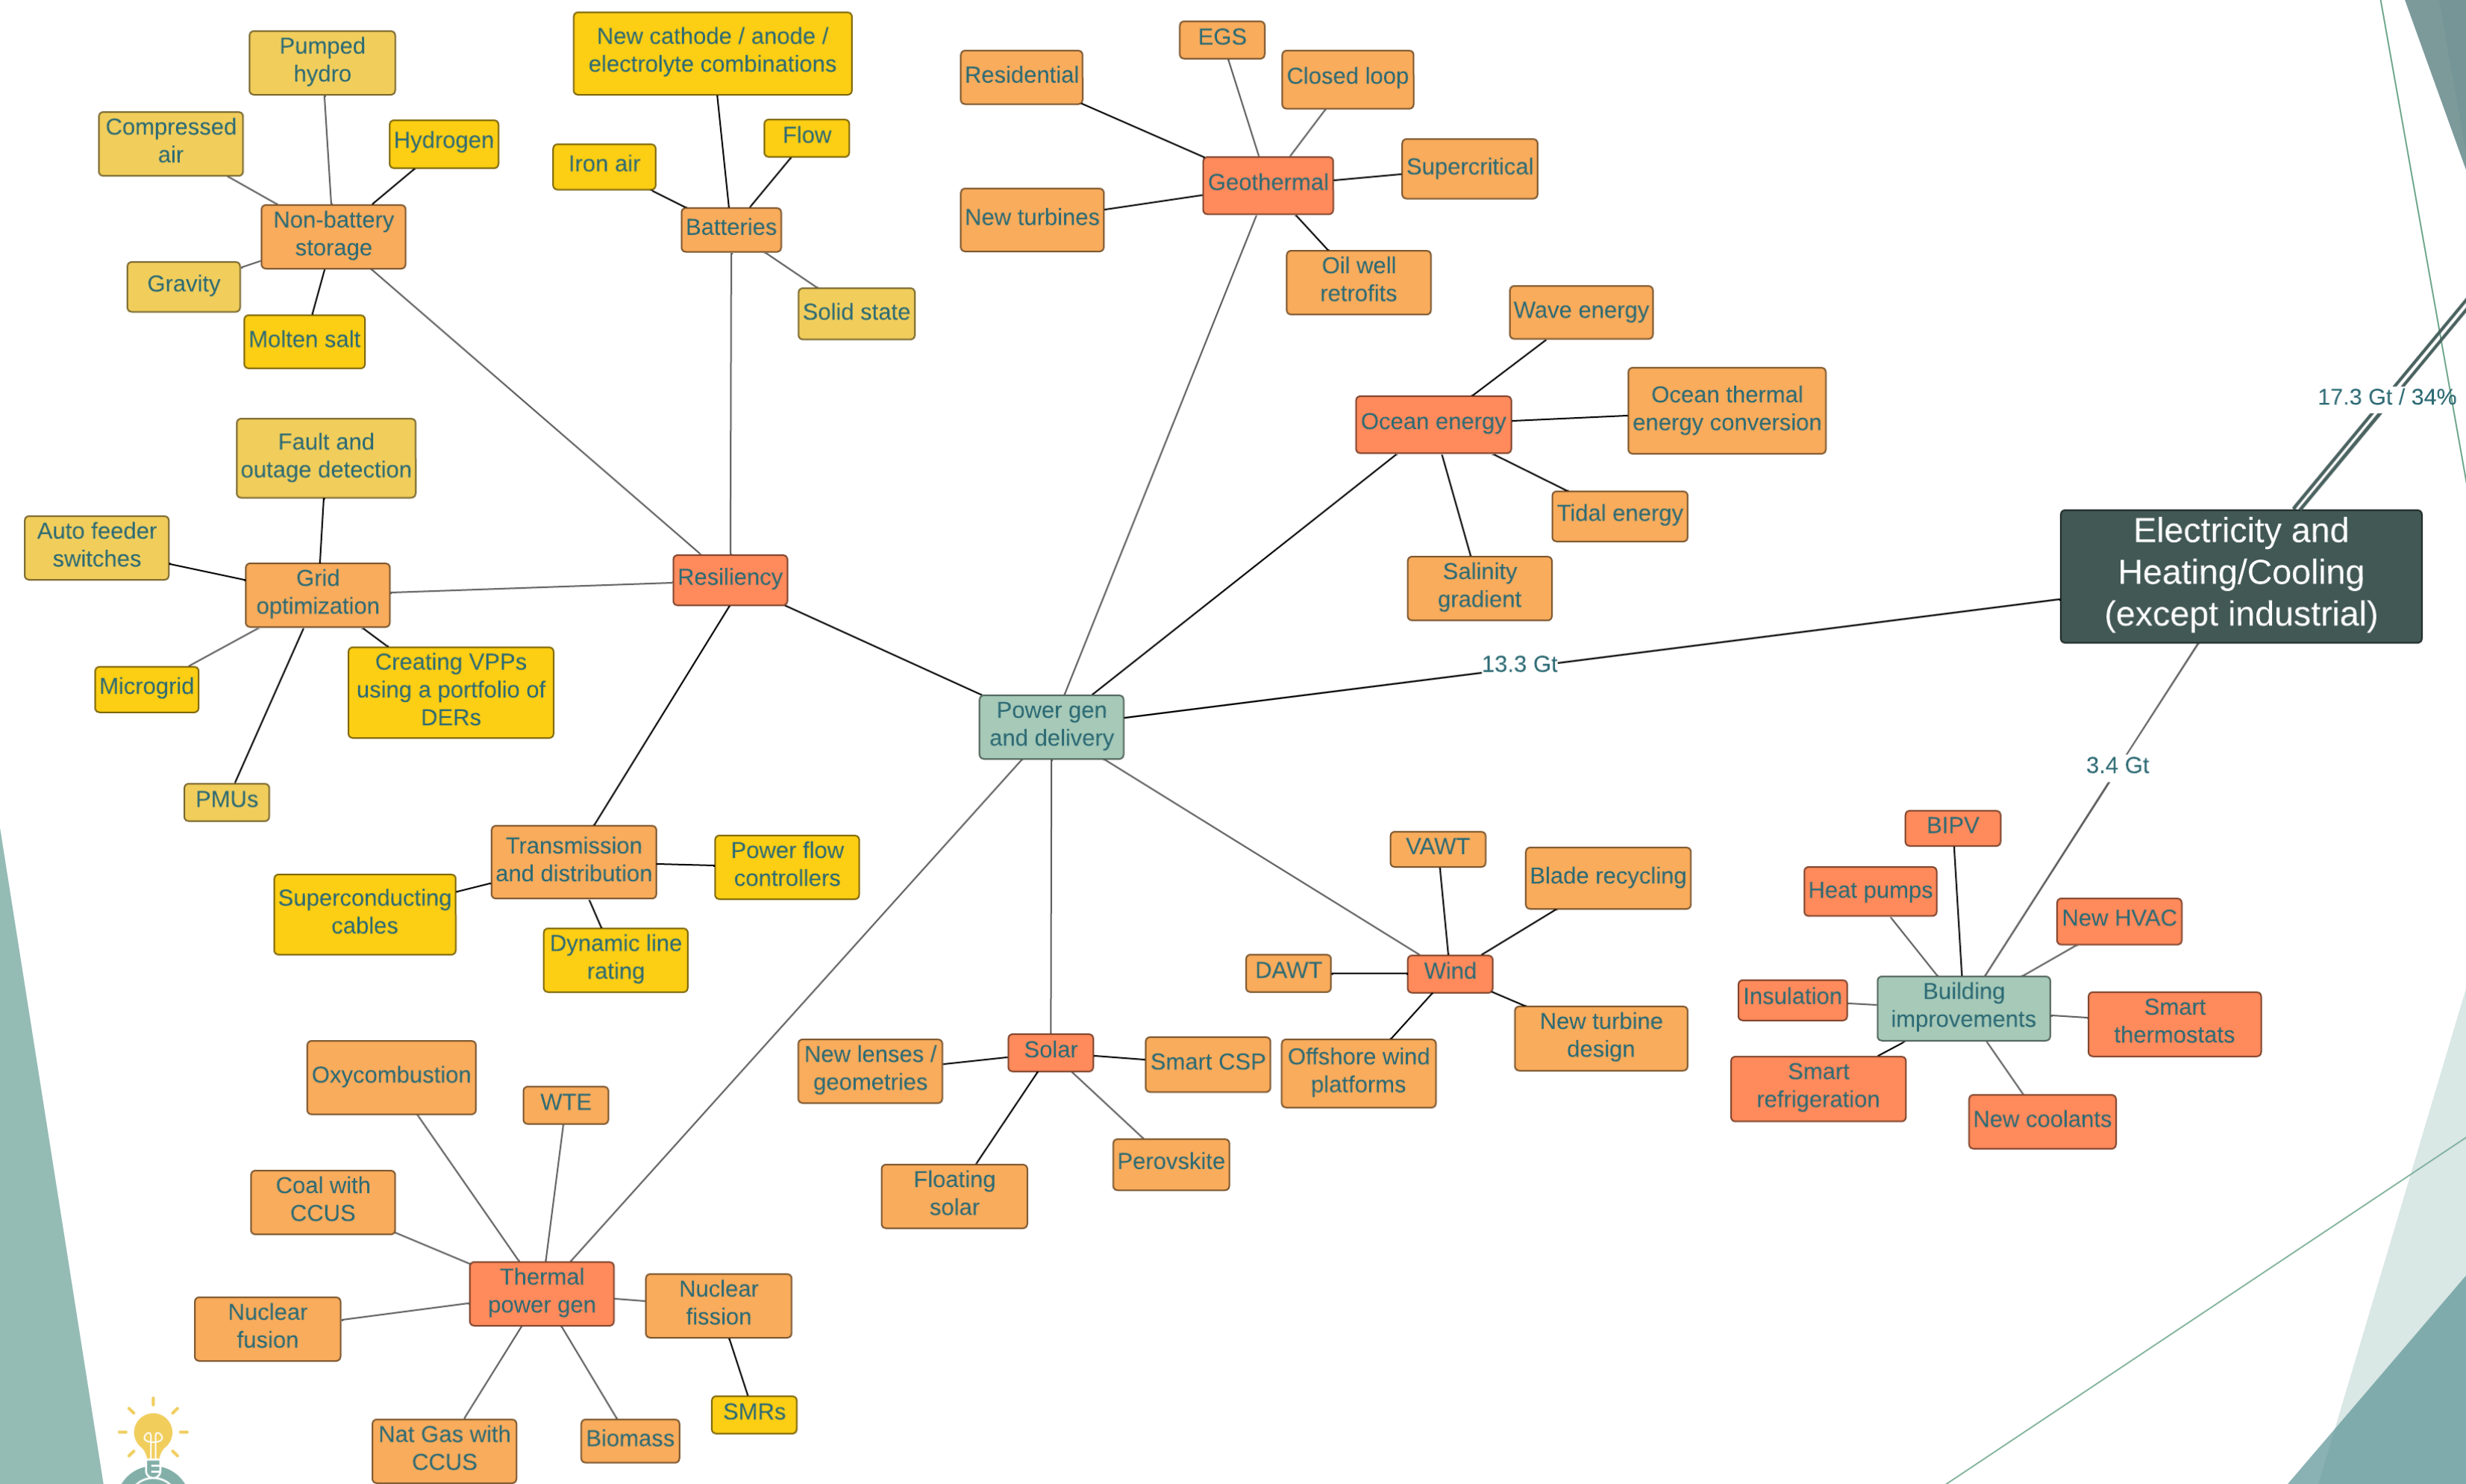 Pumped
hydro
Compressed
air
Hydrogen
Non-battery
storage
Gravity
Molten salt
New cathode / anode /
electrolyte combinations
Iron air
Flow
Batteries
Solid state
EGS
Residential
Closed loop
Geothermal
Supercritical
New turbines
Oil well
retrofits
Wave energy
Ocean energy
Ocean thermal
energy conversion
Tidal energy
Salinity
gradient
17.3 Gt / 34%
Electricity and
Heating/Cooling
(except industrial)
Fault and
outage detection
Auto feeder
switches
Grid
optimization
Resiliency
Microgrid
Creating VPPs
using a portfolio of
DERs
PMUs
13.3 Gt
Power gen
and delivery
3.4 Gt
Transmission
and distribution
Power flow
controllers
Superconducting
cables
Dynamic line
rating
VAWT
Blade recycling
DAWT
Wind
Offshore wind
platforms
New turbine
design
BIPV
Heat pumps
New HVAC
Insulation
Building
improvements
Smart
thermostats
Smart
refrigeration
New coolants
New lenses /
geometries
Solar
Smart CSP
Floating
solar
Perovskite
Oxycombustion
WTE
Coal with
CCUS
Thermal
power gen
Nuclear
fission
Nuclear
fusion
SMRs
Nat Gas with
CCUS
Biomass